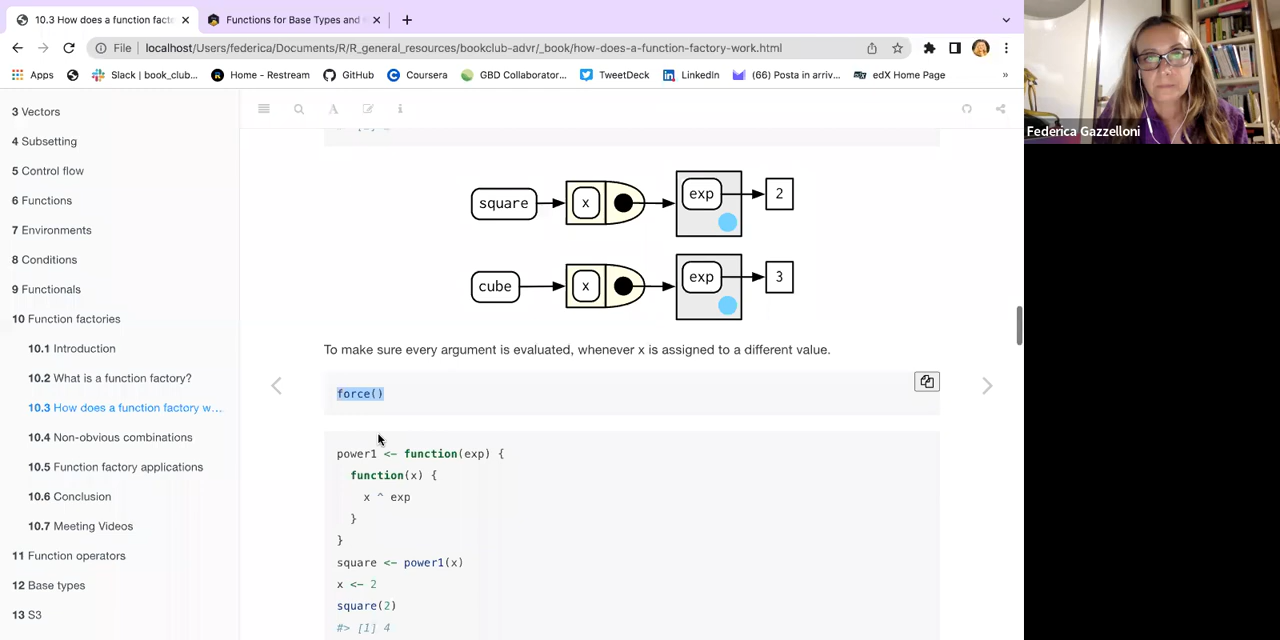 10.3 How does a function facto
Functions for Base Types and
File
localhost/Users/federica/Documents/R/R_general_resources/bookclub-advr/_book/how-does-a-function-factory-work.html
Apps
Slack | book_club...
Home - Restream
GitHub
Coursera
GBD Collaborator...
TweetDeck
LinkedIn
(66) Posta in arriv...
edX Home Page
»
3 Vectors
4 Subsetting
5 Control flow
6 Functions
7 Environments
8 Conditions
9 Functionals
10 Function factories
10.1 Introduction
10.2 What is a function factory?
10.3 How does a function factory w...
10.4 Non-obvious combinations
10.5 Function factory applications
10.6 Conclusion
10.7 Meeting Videos
11 Function operators
12 Base types
13 S3
square x exp 2
cube x exp 3
To make sure every argument is evaluated, whenever x is assigned to a different value.
force()
power1 <- function(exp) {
function(x) {
x ^ exp
}
}
square <- power1(x)
x <- 2
square(2)
#> [1] 4
Federica Gazzelloni